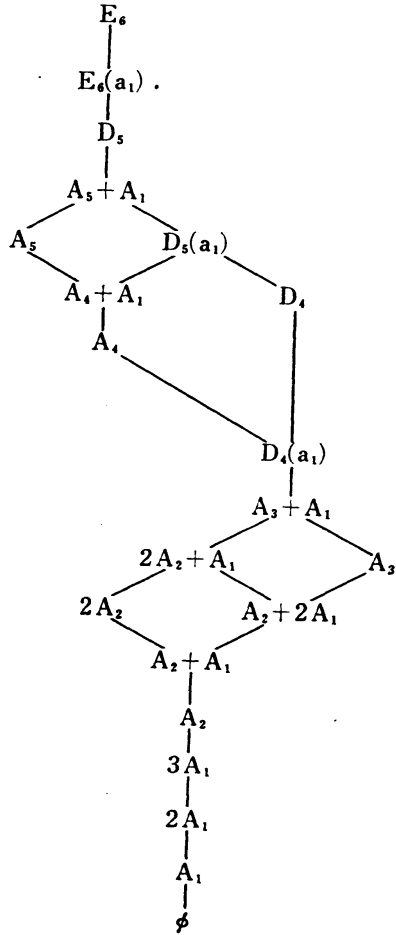 E₆
E₆(a₁) .
D₅
A₅ + A₁
A₅ D₅(a₁)
A₄ + A₁ D₄
A₄
D₄(a₁)
A₃ + A₁
2A₂ + A₁ A₃
2A₂ A₂ + 2A₁
A₂ + A₁
A₂
3A₁
2A₁
A₁
ϕ